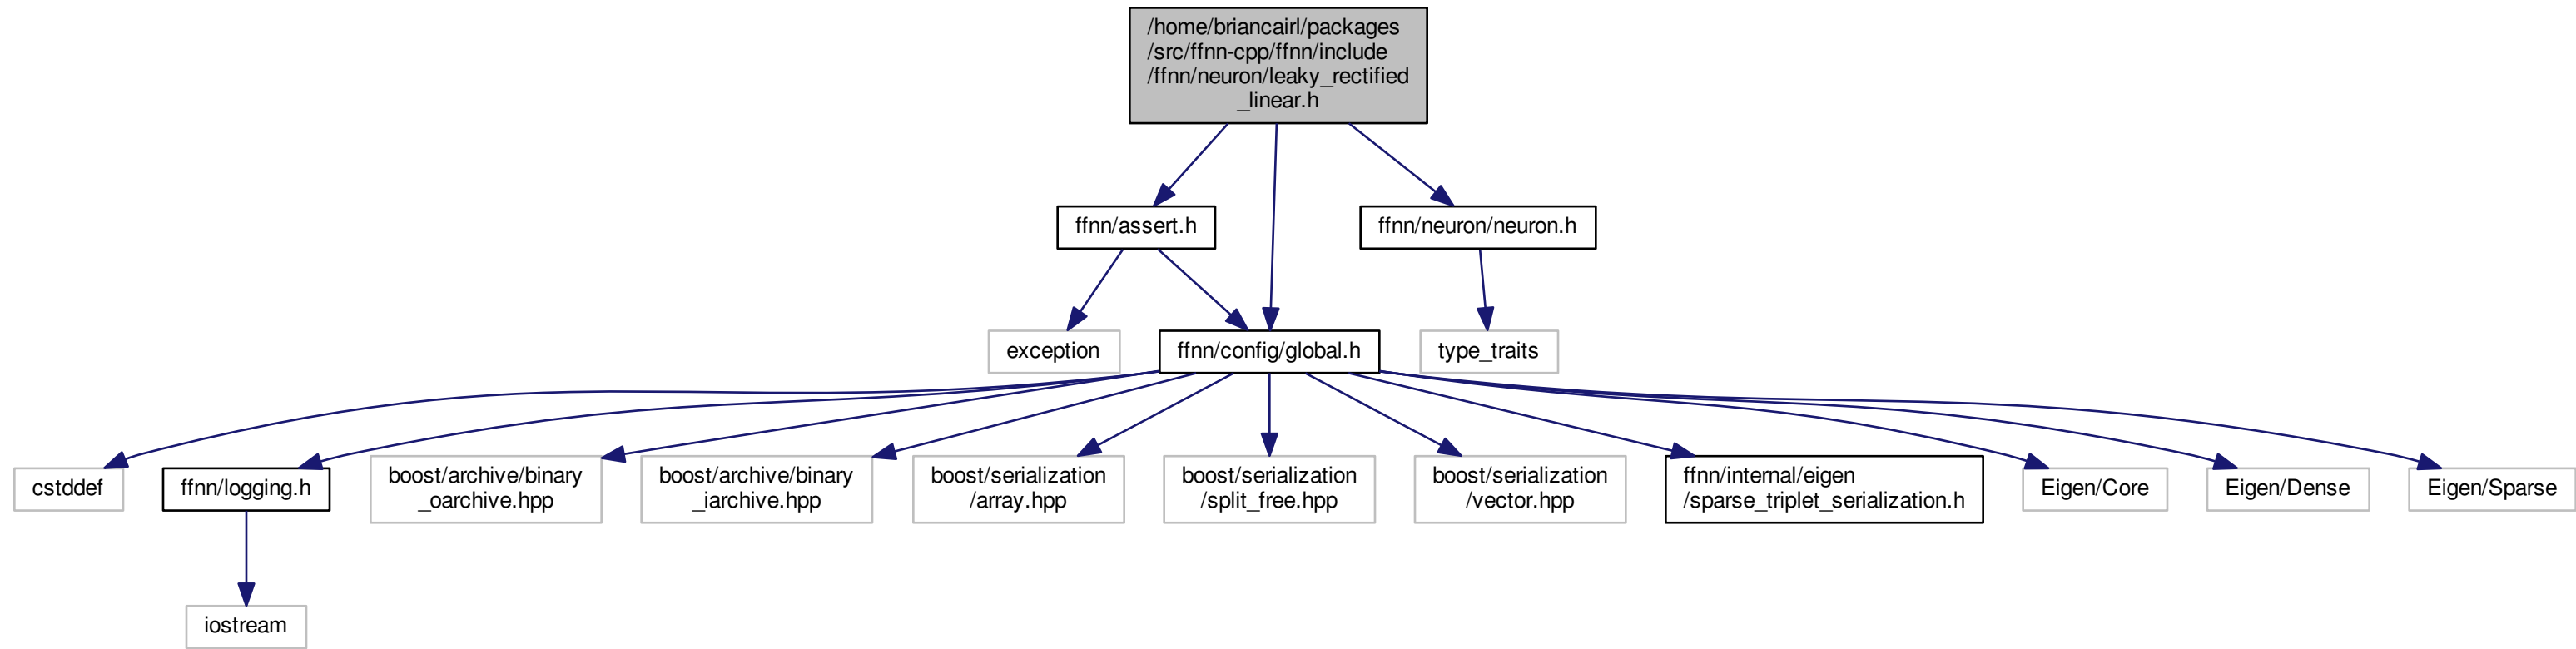 /home/briancairl/packages
/src/ffnn-cpp/ffnn/include
/ffnn/neuron/leaky_rectified
_linear.h
ffnn/assert.h
ffnn/neuron/neuron.h
exception
ffnn/config/global.h
type_traits
cstddef
ffnn/logging.h
boost/archive/binary
_oarchive.hpp
boost/archive/binary
_iarchive.hpp
boost/serialization
/array.hpp
boost/serialization
/split_free.hpp
boost/serialization
/vector.hpp
ffnn/internal/eigen
/sparse_triplet_serialization.h
Eigen/Core
Eigen/Dense
Eigen/Sparse
iostream